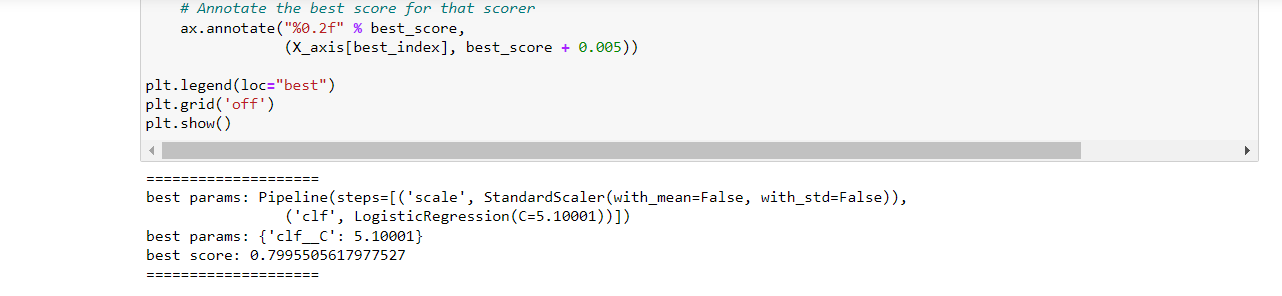 # Annotate the best score for that scorer
ax.annotate("%0.2f" % best_score,
(X_axis[best_index], best_score + 0.005))
plt.legend(loc="best")
plt.grid('off')
plt.show()
====================
best params: Pipeline(steps=[('scale', StandardScaler(with_mean=False, with_std=False)),
('clf', LogisticRegression(C=5.10001))])
best params: {'clf__C': 5.10001}
best score: 0.7995505617977527
====================